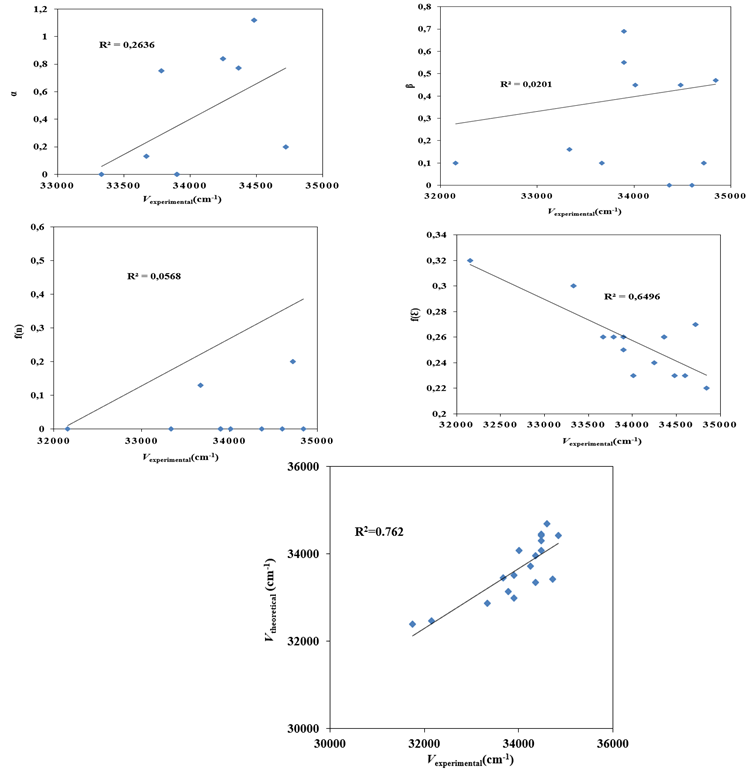 1,2
1
0,8
0,6
0,4
0,2
0
α
R² = 0,2636
33000 33500 34000 34500 35000
Vexperimental(cm-1)
0,8
0,7
0,6
0,5
0,4
0,3
0,2
0,1
0
β
R² = 0,0201
32000 33000 34000 35000
Vexperimental(cm-1)
0,6
0,5
0,4
0,3
0,2
0,1
0
f(n)
R² = 0,0568
32000 33000 34000 35000
Vexperimental(cm-1)
0,34
0,32
0,3
0,28
0,26
0,24
0,22
0,2
f(Ɛ)
R² = 0,6496
32000 32500 33000 33500 34000 34500 35000
Vexperimental(cm-1)
36000
34000
32000
30000
Vtheoretical (cm-1)
R2=0.762
30000 32000 34000 36000
Vexperimental(cm-1)